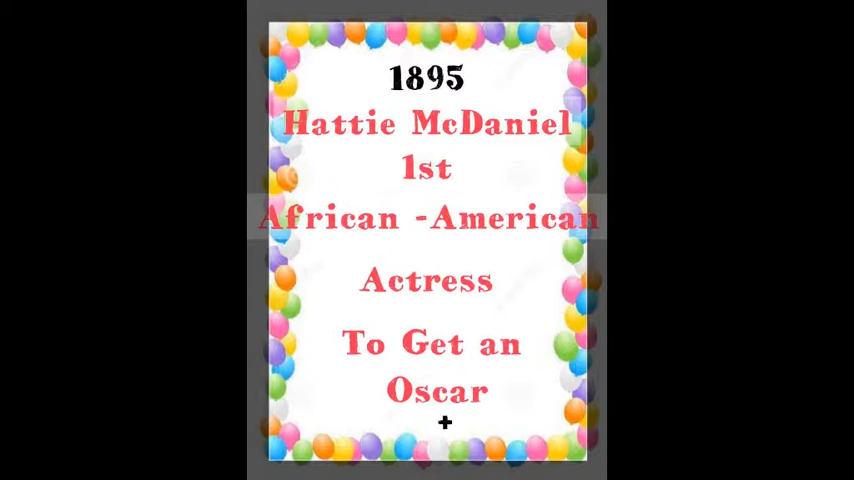 1895
Hattie McDaniel
1st
African -American
Actress
To Get an
Oscar
+